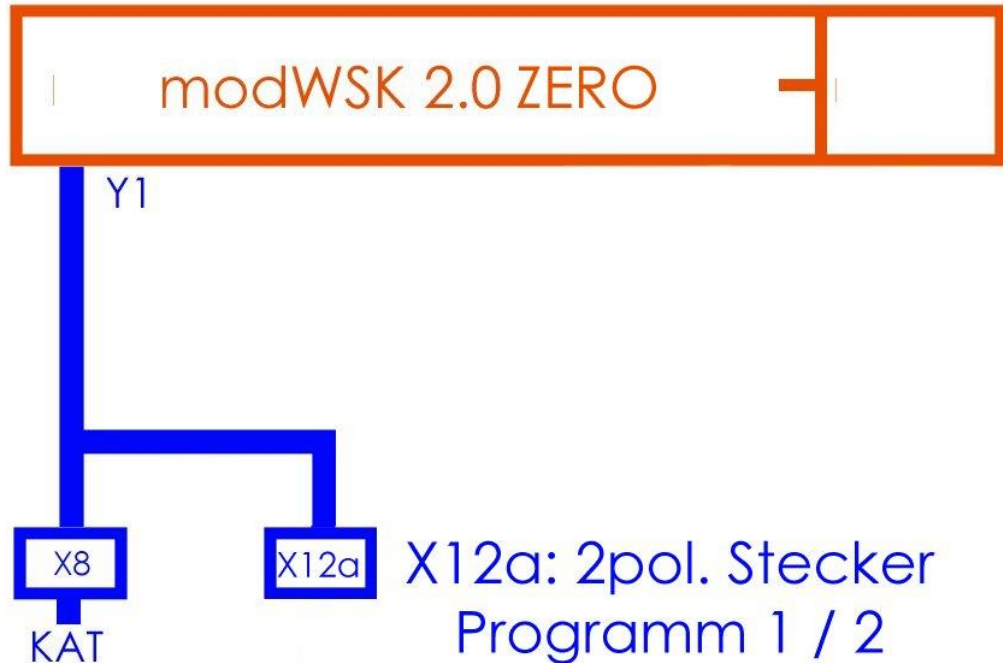 modWSK 2.0 ZERO
Y1
X8
X12a
X12a: 2pol. Stecker
Programm 1 / 2
KAT